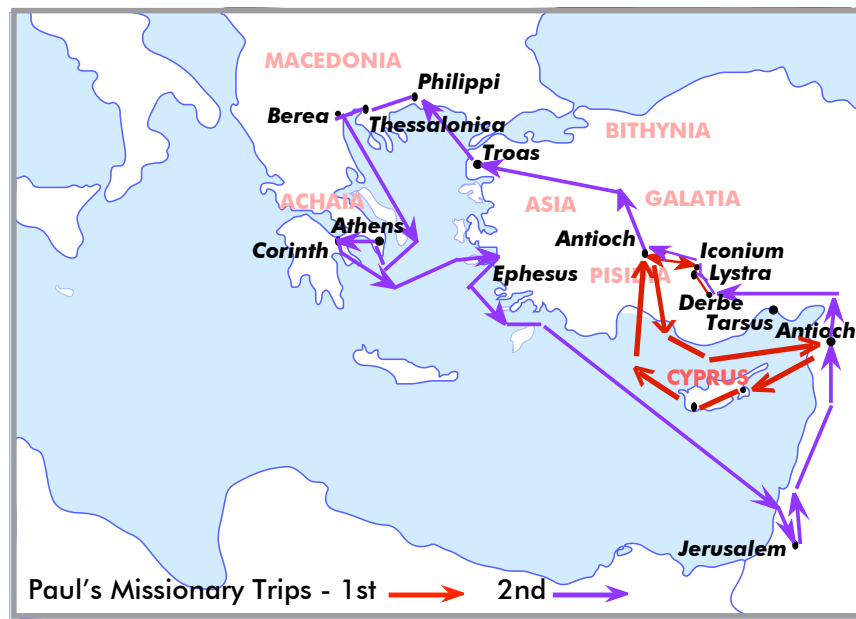 MACEDONIA
Philippi
Berea
Thessalonica
BITHYNIA
Troas
ACHAIA
ASIA
GALATIA
Athens
Corinth
Antioch
Iconium
Ephesus
PISIDIA
Lystra
Derbe
Tarsus
Antioch
CYPRUS
Jerusalem
Paul's Missionary Trips - 1st 2nd